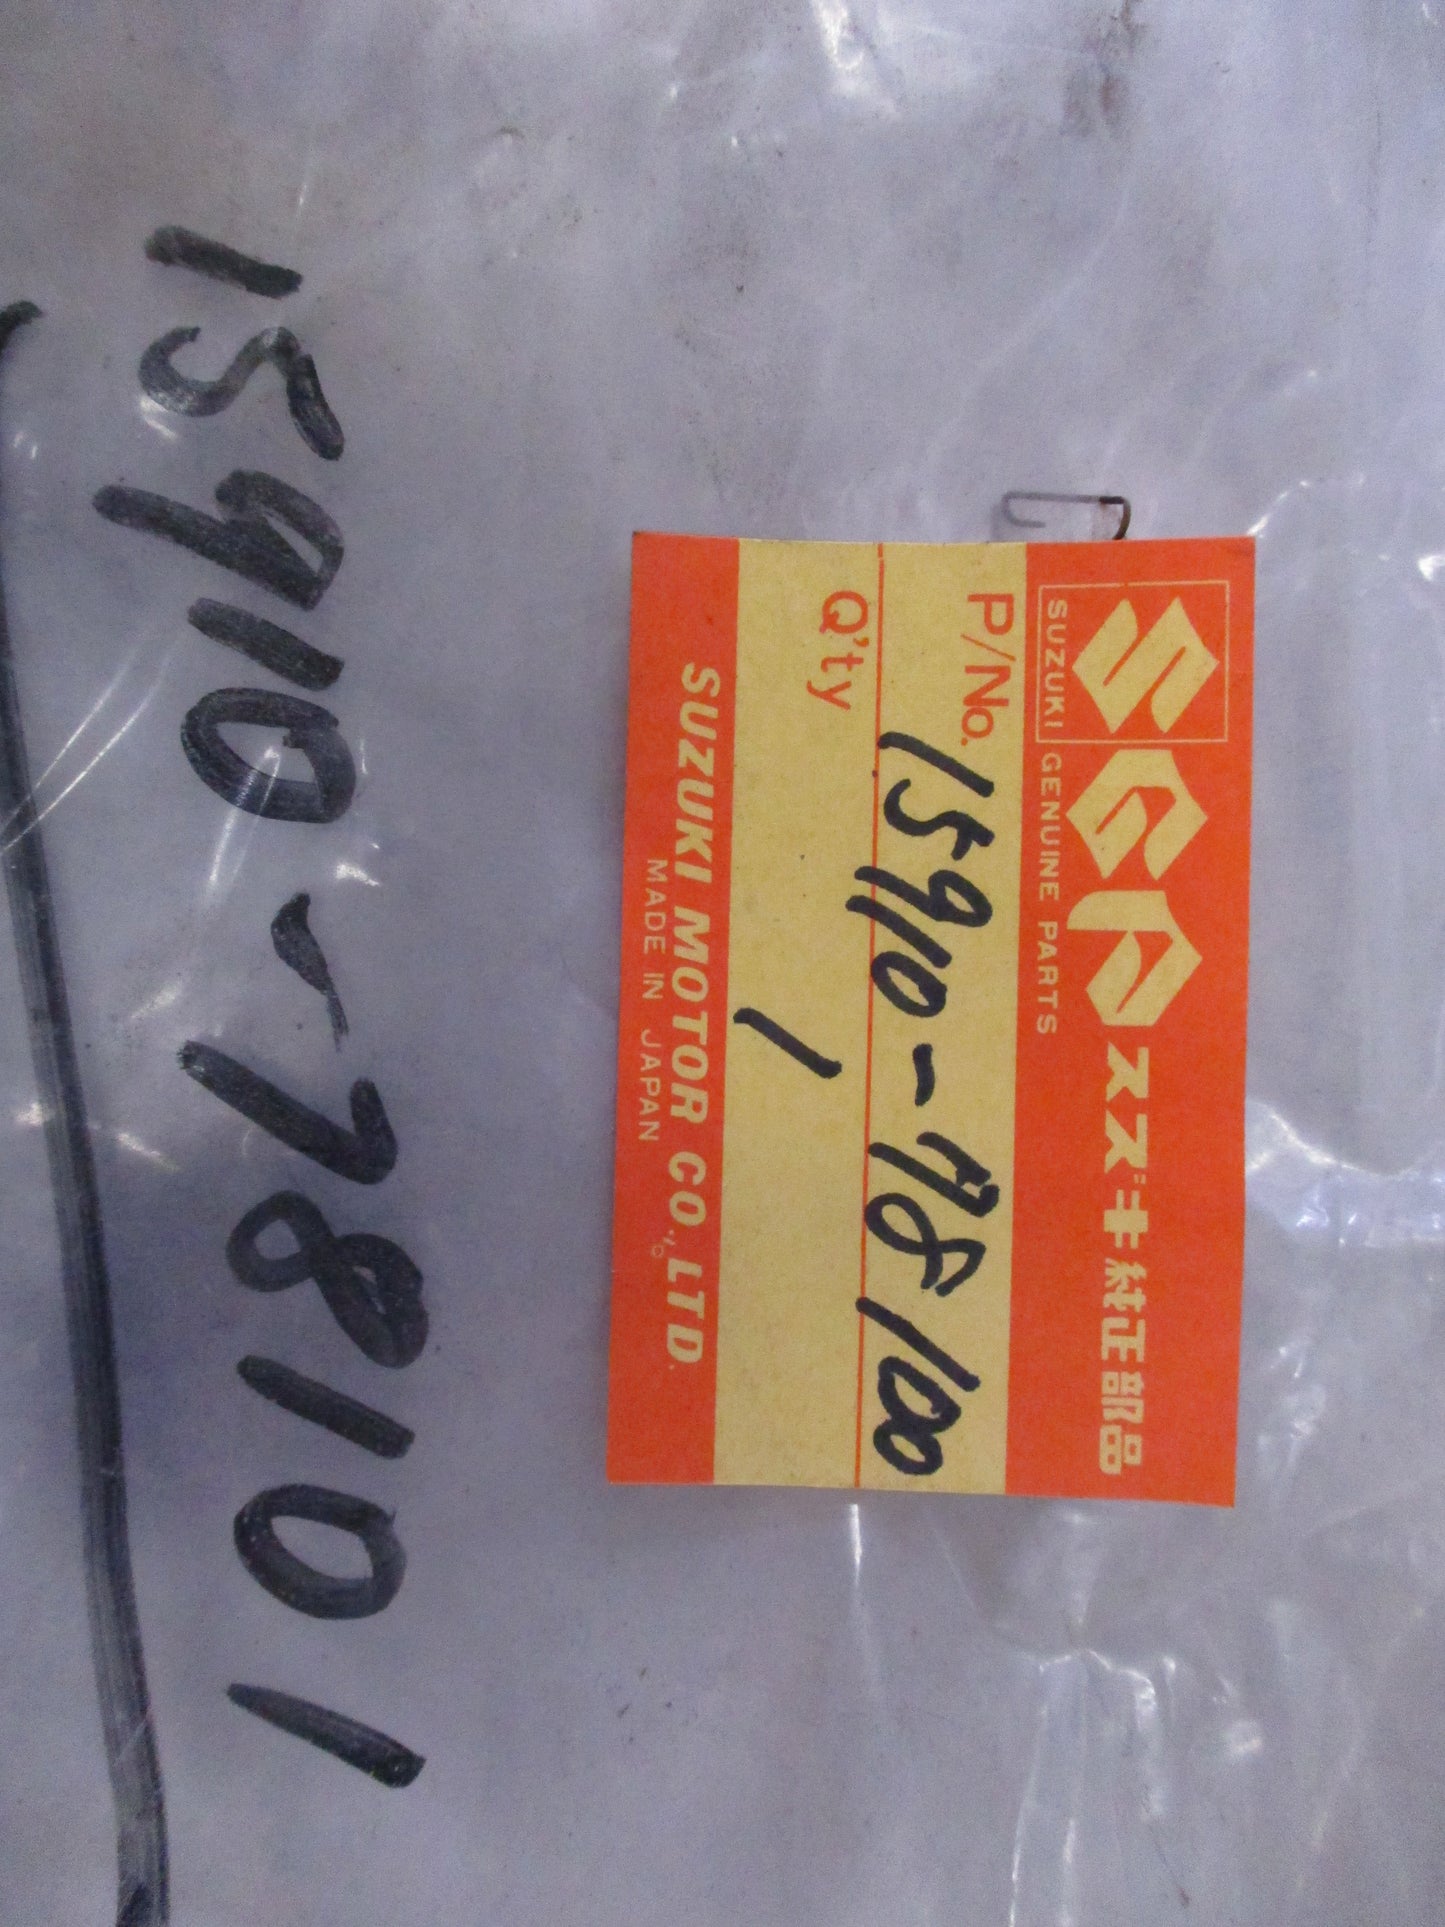 SGP スズキ純正部品
SUZUKI GENUINE PARTS
P/No. 15910-78100
Q'ty 1
SUZUKI MOTOR CO.,LTD.
MADE IN JAPAN
15910-78101